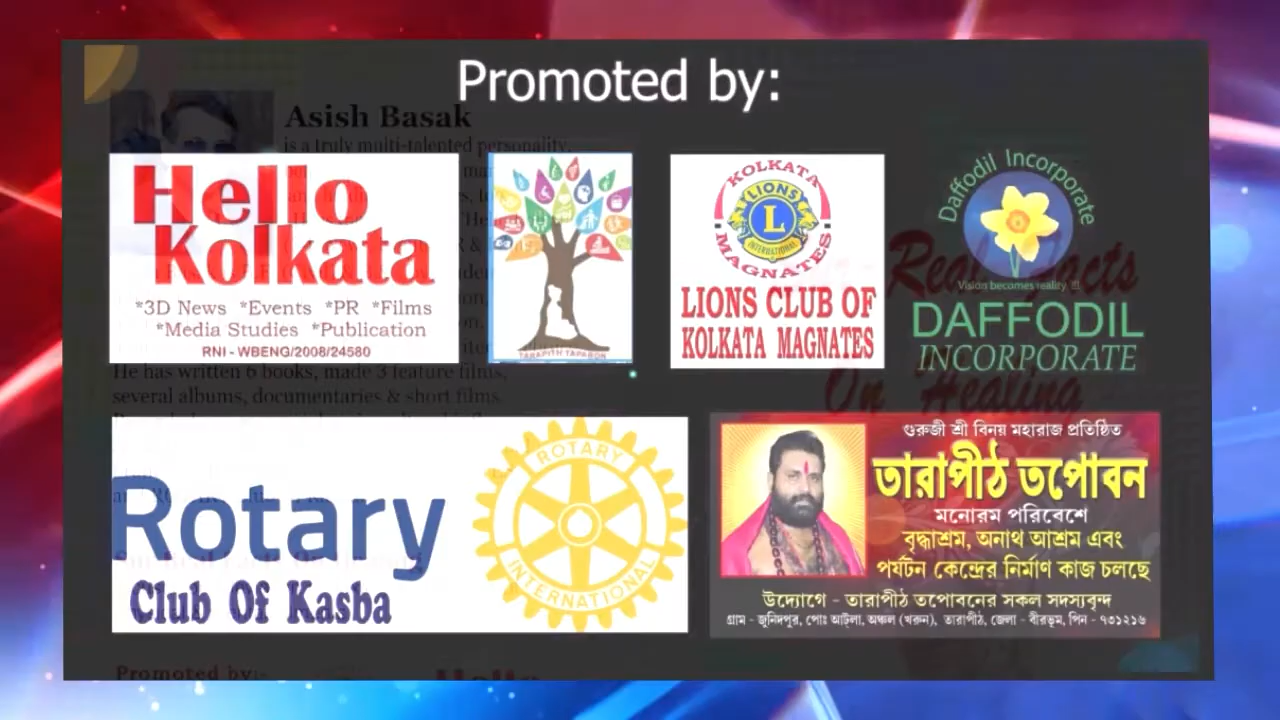 Promoted by:
Asish Basak
is a truly multi-talented personality,
Hello
Kolkata
*3D News *Events *PR *Films
*Media Studies *Publication
RNI - WBENG/2008/24580
TARAPITH TAPABON
KOLKATA
LIONS
L
INTERNATIONAL
MAGNATES
LIONS CLUB OF
KOLKATA MAGNATES
Daffodil Incorporate
Vision becomes reality !!!
DAFFODIL
INCORPORATE
Real Facts
On Healing
He has written 6 books, made 3 feature films,
several albums, documentaries & short films.
Rotary
Club Of Kasba
ROTARY
INTERNATIONAL
গুরুজী শ্রী বিনয় মহারাজ প্রতিষ্ঠিত
তারাপীঠ তপোবন
মনোরম পরিবেশে
বৃদ্ধাশ্রম, অনাথ আশ্রম এবং
পর্যটন কেন্দ্রের নির্মাণ কাজ চলছে
উদ্যোগে - তারাপীঠ তপোবনের সকল সদস্যবৃন্দ
গ্রাম - জুনিদপুর, পোঃ আট্লা, অঞ্চল (খরুন), তারাপীঠ, জেলা - বীরভূম, পিন - ৭৩১২১৬
Promoted by:
Hello